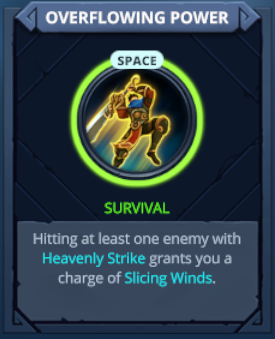 OVERFLOWING POWER
SPACE
SURVIVAL
Hitting at least one enemy with
Heavenly Strike grants you a
charge of Slicing Winds.